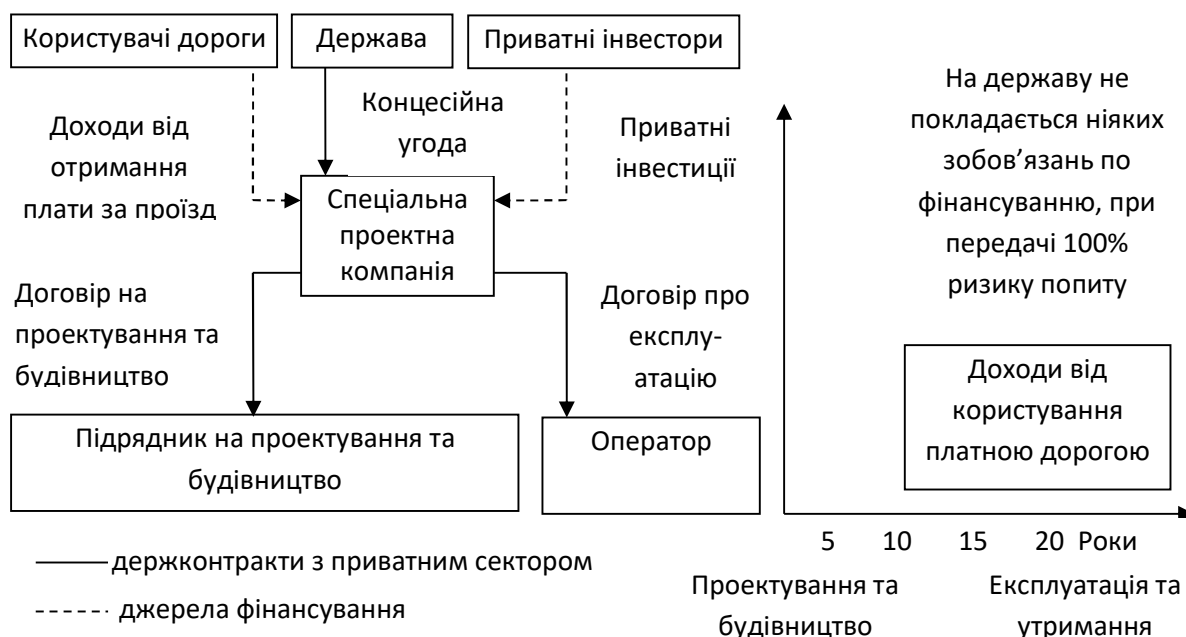 Користувачі дороги
Держава
Приватні інвестори
Доходи від
отримання
плати за проїзд
Концесійна
угода
Приватні
інвестиції
Спеціальна
проектна
компанія
Договір на
проектування та
будівництво
Договір про
експлу-
атацію
Підрядник на проектування та
будівництво
Оператор
держконтракти з приватним сектором
джерела фінансування
На державу не
покладається ніяких
зобов’язань по
фінансуванню, при
передачі 100%
ризику попиту
Доходи від
користування
платною дорогою
5 10 15 20 Роки
Проектування та
будівництво
Експлуатація та
утримання